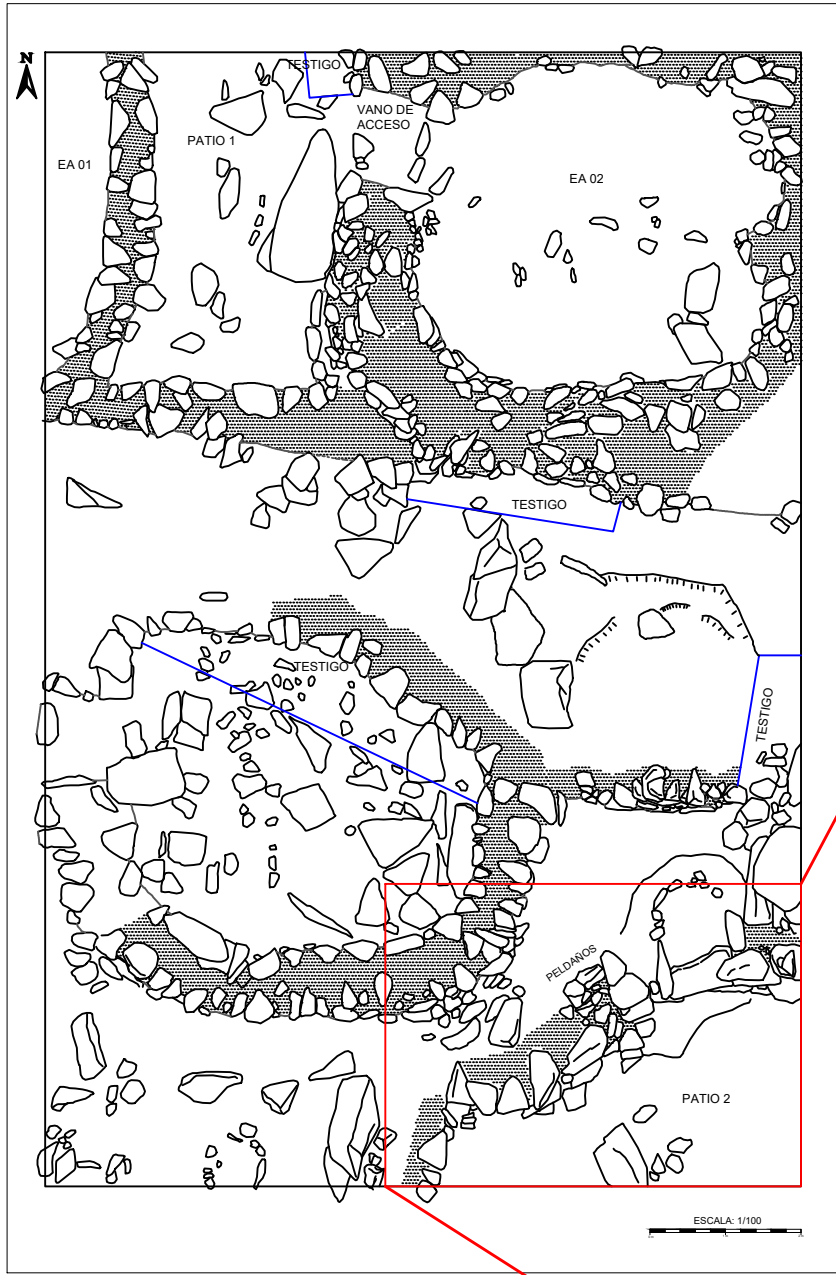 N
TESTIGO
VANO DE
ACCESO
PATIO 1
EA 01
EA 02
TESTIGO
TESTIGO
TESTIGO
PELDAÑOS
PATIO 2
ESCALA: 1/100